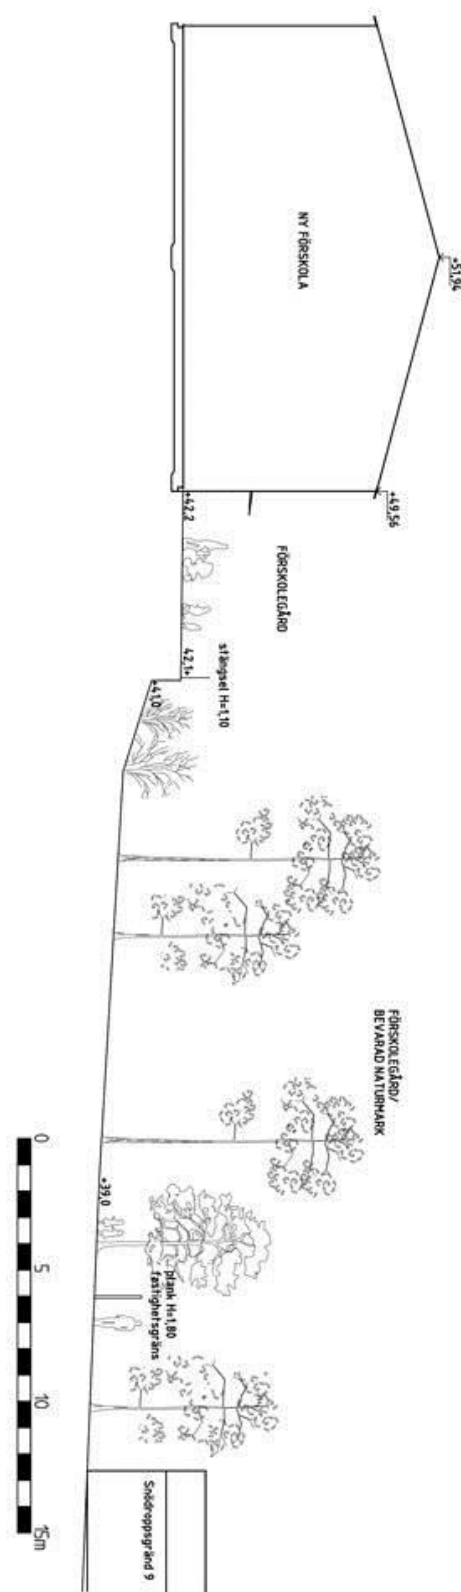 NY FÖRSKOLA
+51,94
+49,56
+42,2
FÖRSKOLEGÅRD
42,1+
stängsel H=1,10
+41,0
FÖRSKOLEGÅRD/
BEVARAD NATURMARK
+39,0
plank H=1,80
fastighetsgräns
Snödroppsgränd 9
0
5
10
15m